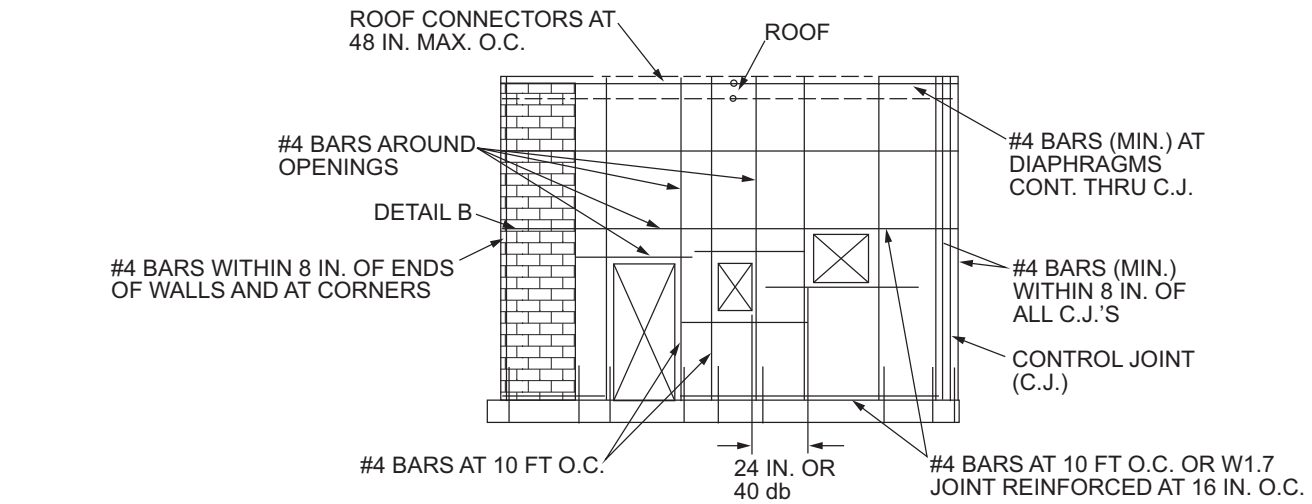 ROOF CONNECTORS AT
48 IN. MAX. O.C.
ROOF
#4 BARS AROUND
OPENINGS
#4 BARS (MIN.) AT
DIAPHRAGMS
CONT. THRU C.J.
DETAIL B
#4 BARS WITHIN 8 IN. OF ENDS
OF WALLS AND AT CORNERS
#4 BARS (MIN.)
WITHIN 8 IN. OF
ALL C.J.'S
CONTROL JOINT
(C.J.)
#4 BARS AT 10 FT O.C.
24 IN. OR
40 db
#4 BARS AT 10 FT O.C. OR W1.7
JOINT REINFORCED AT 16 IN. O.C.